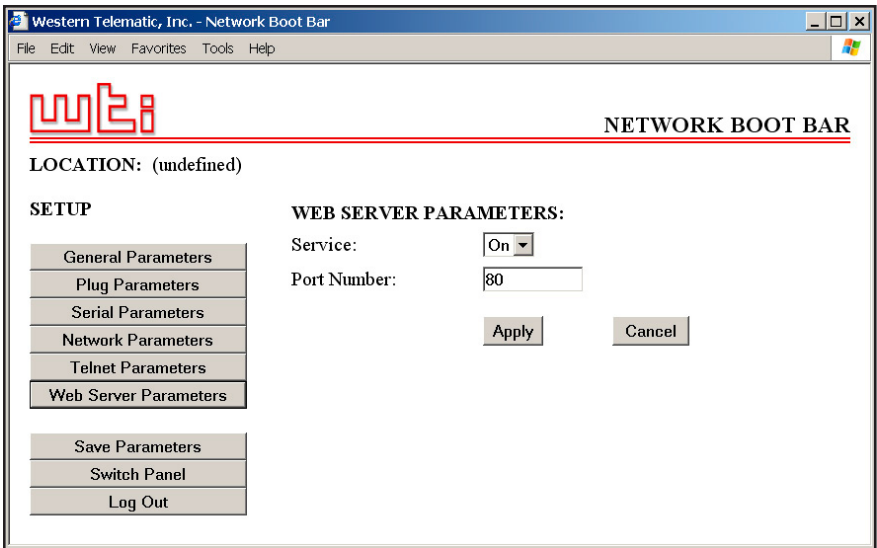 Western Telematic, Inc. - Network Boot Bar
File Edit View Favorites Tools Help
wti
NETWORK BOOT BAR
LOCATION: (undefined)
SETUP
General Parameters
Plug Parameters
Serial Parameters
Network Parameters
Telnet Parameters
Web Server Parameters
Save Parameters
Switch Panel
Log Out
WEB SERVER PARAMETERS:
Service: On
Port Number: 80
Apply Cancel